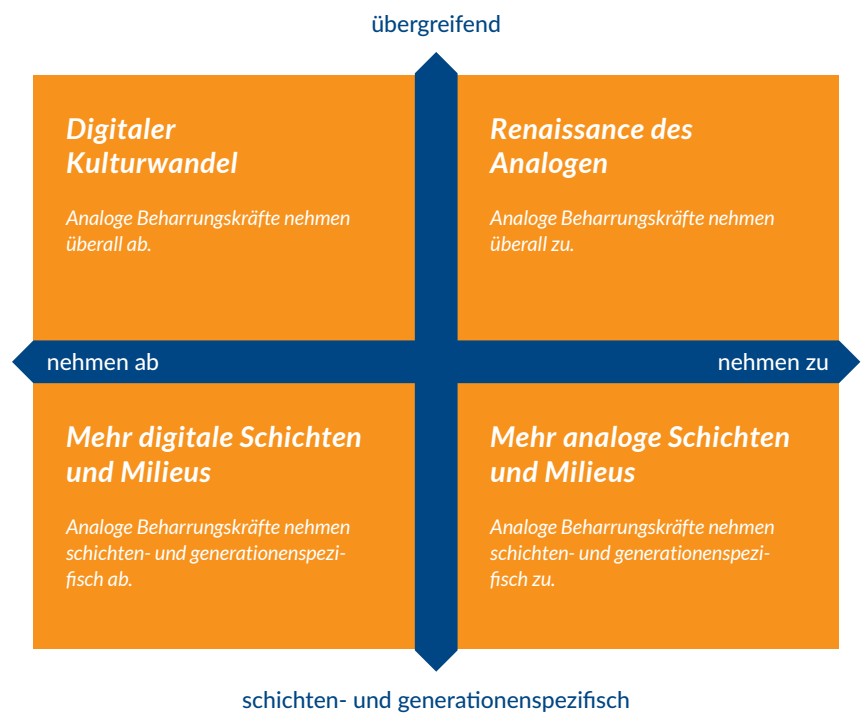 übergreifend
Digitaler
Kulturwandel
Analoge Beharrungskräfte nehmen
überall ab.
Renaissance des
Analogen
Analoge Beharrungskräfte nehmen
überall zu.
nehmen ab
nehmen zu
Mehr digitale Schichten
und Milieus
Analoge Beharrungskräfte nehmen
schichten- und generationenspezi-
fisch ab.
Mehr analoge Schichten
und Milieus
Analoge Beharrungskräfte nehmen
schichten- und generationenspezi-
fisch zu.
schichten- und generationenspezifisch